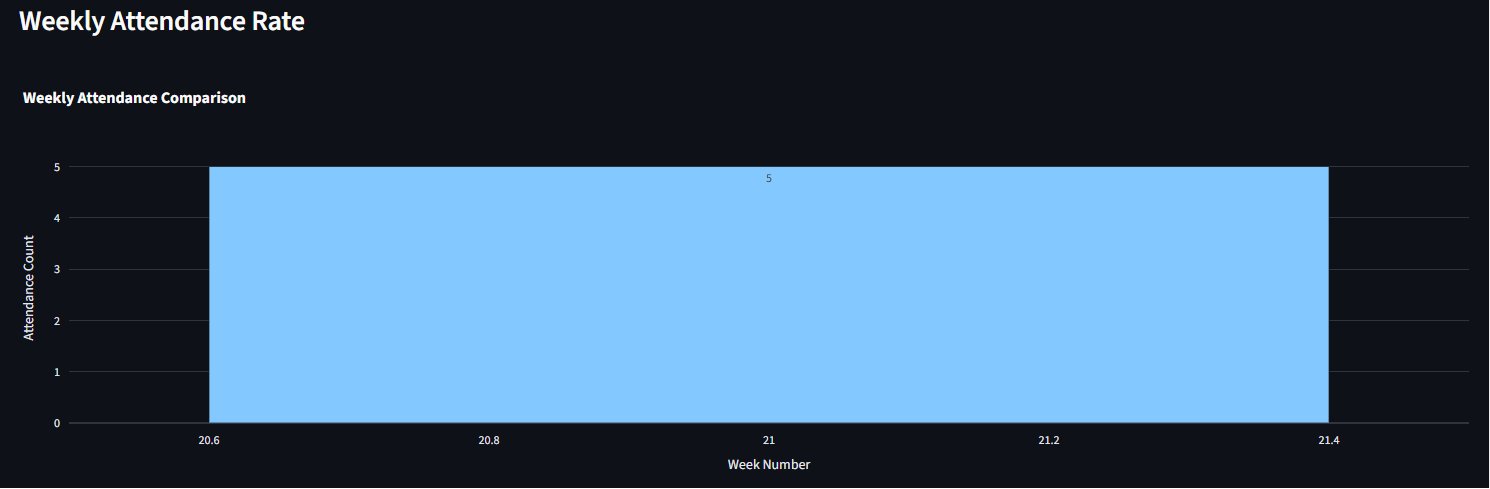 Weekly Attendance Rate
Weekly Attendance Comparison
5
5
4
3
2
1
0
Attendance Count
20.6 20.8 21 21.2 21.4
Week Number